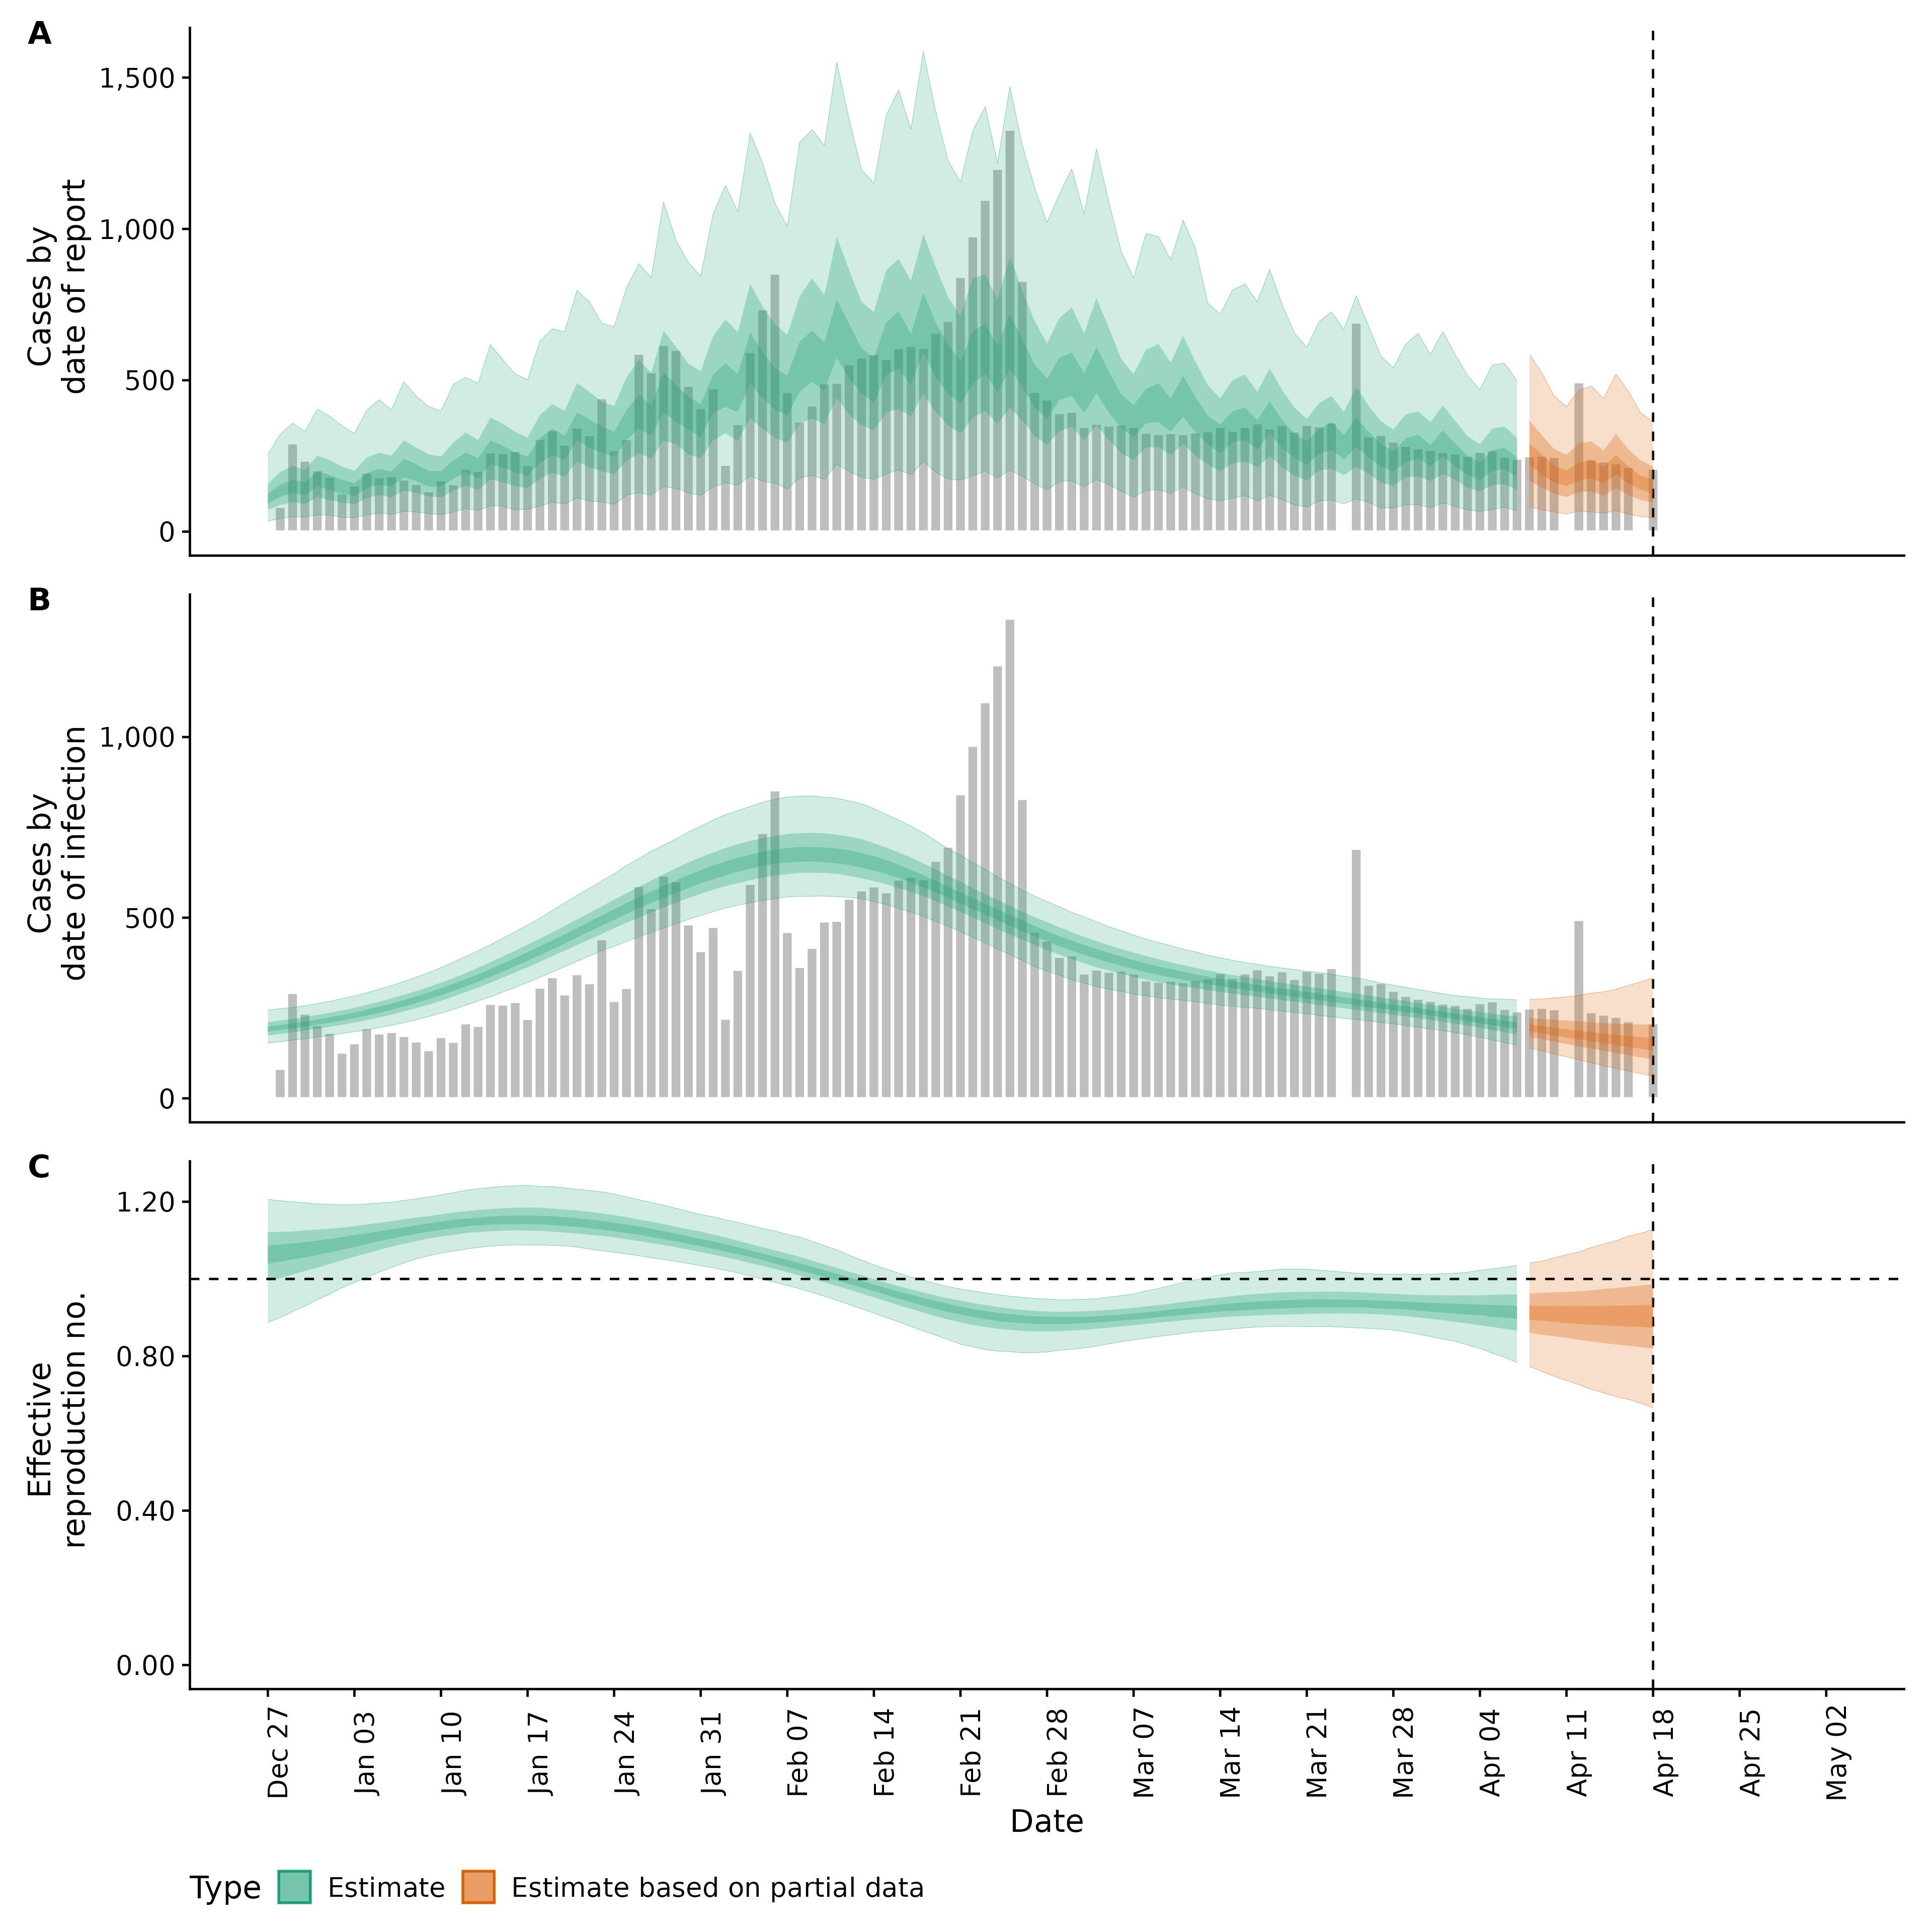 A
Cases by
date of report
1,500
1,000
500
0
B
Cases by
date of infection
1,000
500
0
C
Effective
reproduction no.
1.20
0.80
0.40
0.00
Dec 27
Jan 03
Jan 10
Jan 17
Jan 24
Jan 31
Feb 07
Feb 14
Feb 21
Feb 28
Mar 07
Mar 14
Mar 21
Mar 28
Apr 04
Apr 11
Apr 18
Apr 25
May 02
Date
Type Estimate Estimate based on partial data